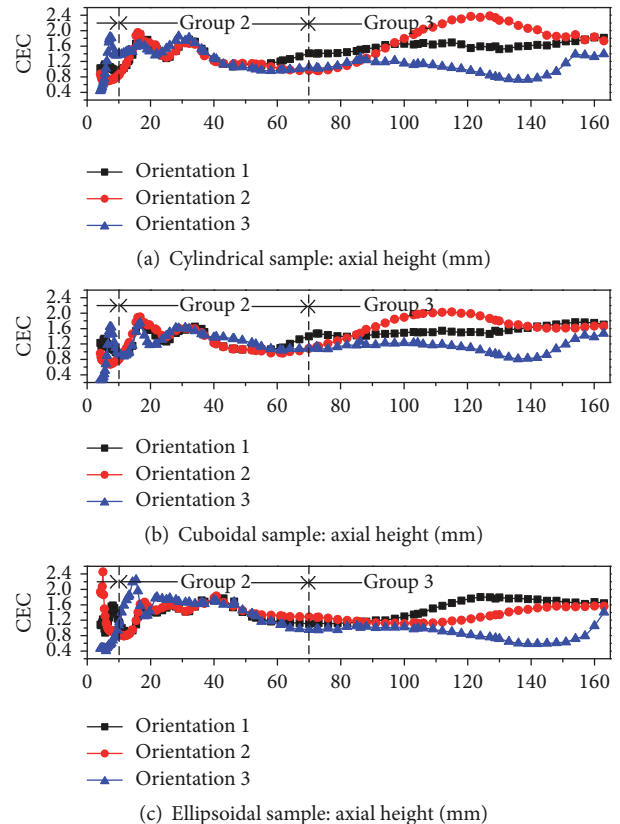 CEC
2.4
2.0
1.6
1.2
0.8
0.4
Group 2
Group 3
0 20 40 60 80 100 120 140 160
Orientation 1
Orientation 2
Orientation 3
(a) Cylindrical sample: axial height (mm)
CEC
2.4
2.0
1.6
1.2
0.8
0.4
Group 2
Group 3
0 20 40 60 80 100 120 140 160
Orientation 1
Orientation 2
Orientation 3
(b) Cuboidal sample: axial height (mm)
CEC
2.4
2.0
1.6
1.2
0.8
0.4
Group 2
Group 3
0 20 40 60 80 100 120 140 160
Orientation 1
Orientation 2
Orientation 3
(c) Ellipsoidal sample: axial height (mm)